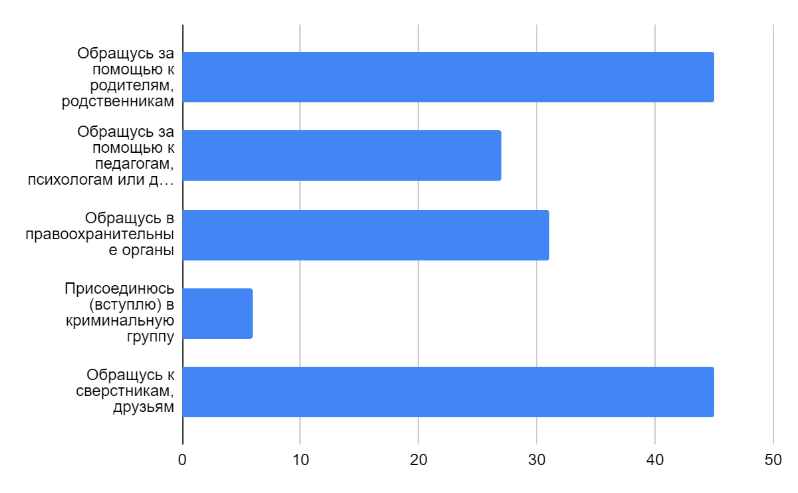 Обращусь за
помощью к
родителям,
родственникам
Обращусь за
помощью к
педагогам,
психологам или д…
Обращусь в
правоохранительны
е органы
Присоединюсь
(вступлю) в
криминальную
группу
Обращусь к
сверстникам,
друзьям
0 10 20 30 40 50